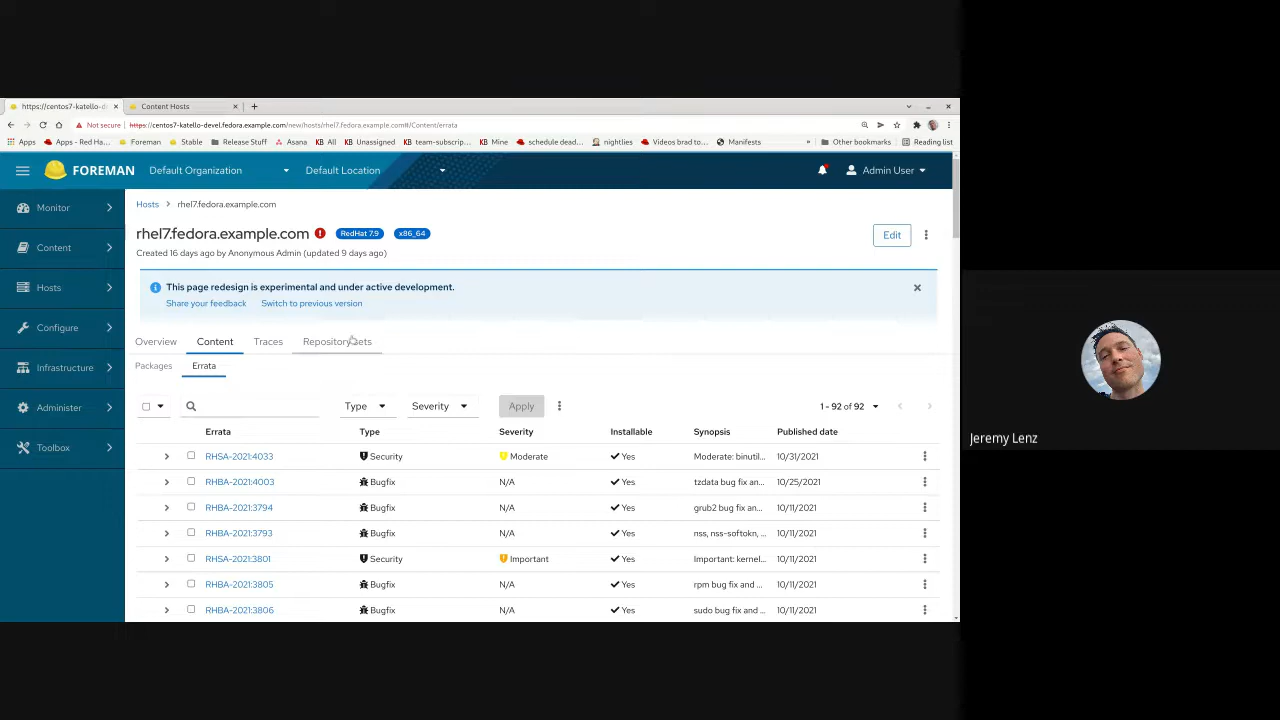 https://centos7-katello-d
Content Hosts
Not secure https://centos7-katello-devel.fedora.example.com/new/hosts/rhel7.fedora.example.com#/Content/errata
Apps Apps - Red Ha... Foreman Stable Release Stuff Asana KB All KB Unassigned KB team-subscrip... KB Mine schedule dead... nightlies Videos brad to... Manifests » Other bookmarks Reading list
FOREMAN Default Organization Default Location Admin User
Monitor
Content
Hosts
Configure
Infrastructure
Administer
Toolbox
Hosts > rhel7.fedora.example.com
rhel7.fedora.example.com RedHat 7.9 x86_64 Edit
Created 16 days ago by Anonymous Admin (updated 9 days ago)
This page redesign is experimental and under active development.
Share your feedback Switch to previous version
Overview Content Traces Repository sets
Packages Errata
Type Severity Apply 1 - 92 of 92
Errata Type Severity Installable Synopsis Published date
RHSA-2021:4033 Security Moderate Yes Moderate: binutil... 10/31/2021
RHBA-2021:4003 Bugfix N/A Yes tzdata bug fix an... 10/25/2021
RHBA-2021:3794 Bugfix N/A Yes grub2 bug fix an... 10/11/2021
RHBA-2021:3793 Bugfix N/A Yes nss, nss-softokn, ... 10/11/2021
RHSA-2021:3801 Security Important Yes Important: kernel... 10/11/2021
RHBA-2021:3805 Bugfix N/A Yes rpm bug fix and ... 10/11/2021
RHBA-2021:3806 Bugfix N/A Yes sudo bug fix and ... 10/11/2021
Jeremy Lenz